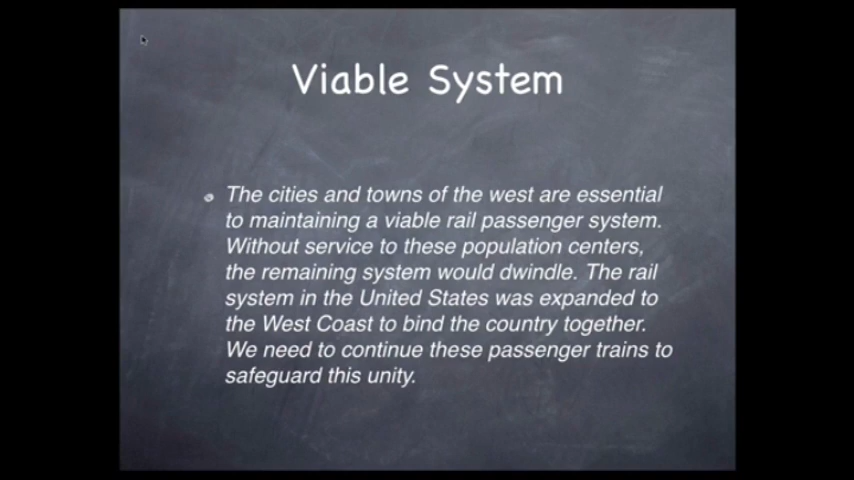 Viable System
The cities and towns of the west are essential
to maintaining a viable rail passenger system.
Without service to these population centers,
the remaining system would dwindle. The rail
system in the United States was expanded to
the West Coast to bind the country together.
We need to continue these passenger trains to
safeguard this unity.